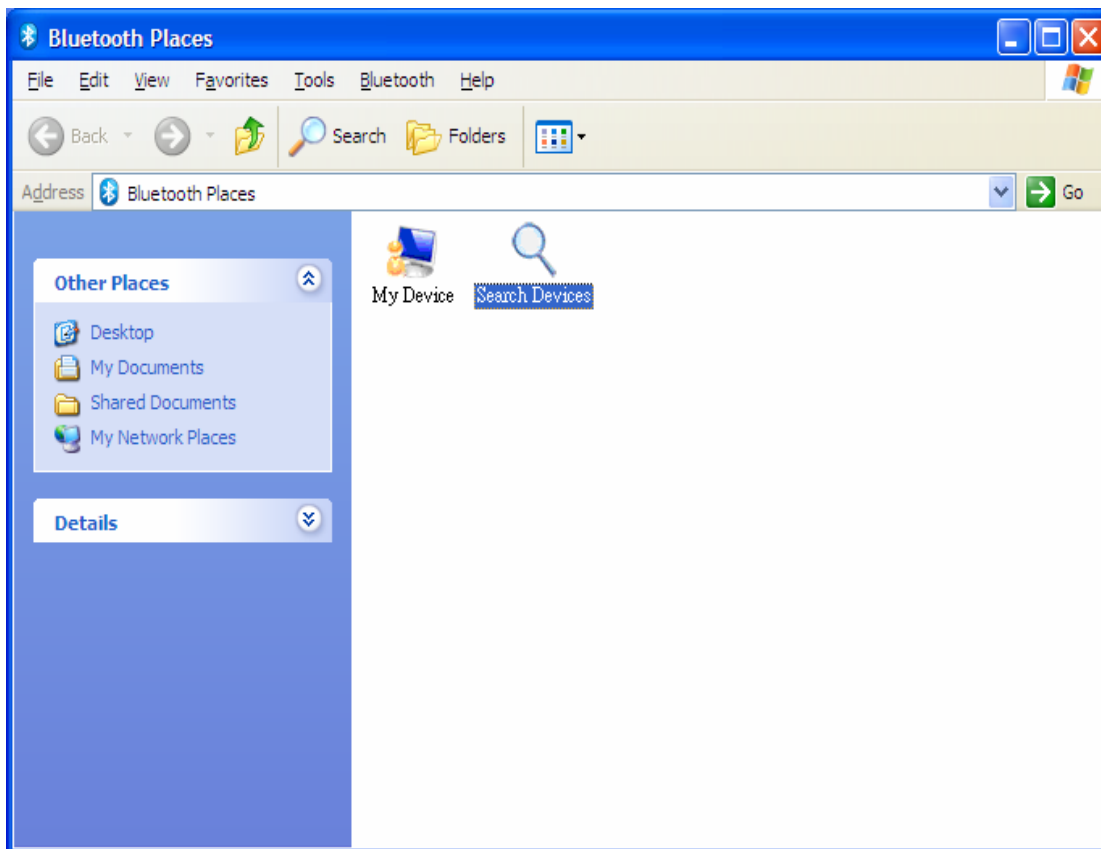 Bluetooth Places
File Edit View Favorites Tools Bluetooth Help
Back Search Folders
Address Bluetooth Places Go
Other Places
Desktop
My Documents
Shared Documents
My Network Places
Details
My Device Search Devices